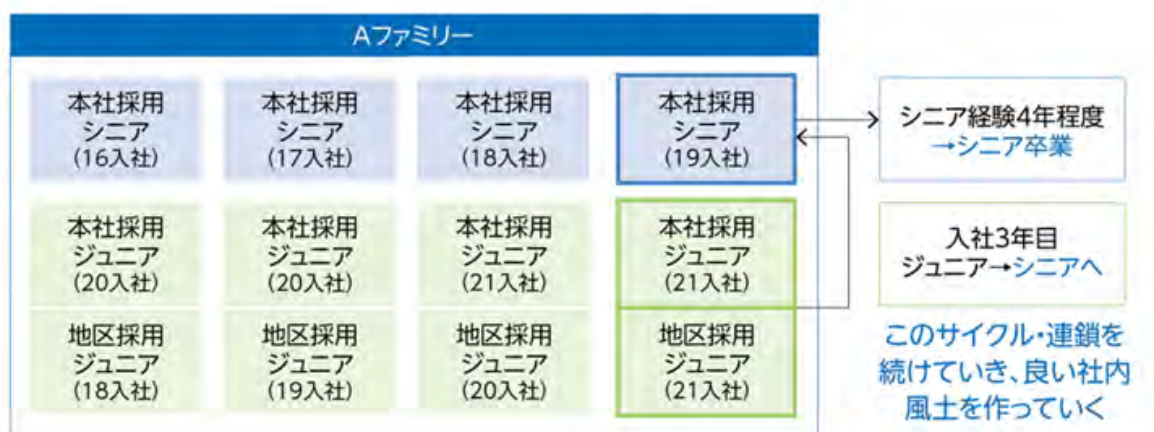 Aファミリー
本社採用
シニア
(16入社)
本社採用
シニア
(17入社)
本社採用
シニア
(18入社)
本社採用
シニア
(19入社)
シニア経験4年程度
→シニア卒業
本社採用
ジュニア
(20入社)
本社採用
ジュニア
(20入社)
本社採用
ジュニア
(21入社)
本社採用
ジュニア
(21入社)
入社3年目
ジュニア→シニアへ
地区採用
ジュニア
(18入社)
地区採用
ジュニア
(19入社)
地区採用
ジュニア
(20入社)
地区採用
ジュニア
(21入社)
このサイクル・連鎖を
続けていき、良い社内
風土を作っていく